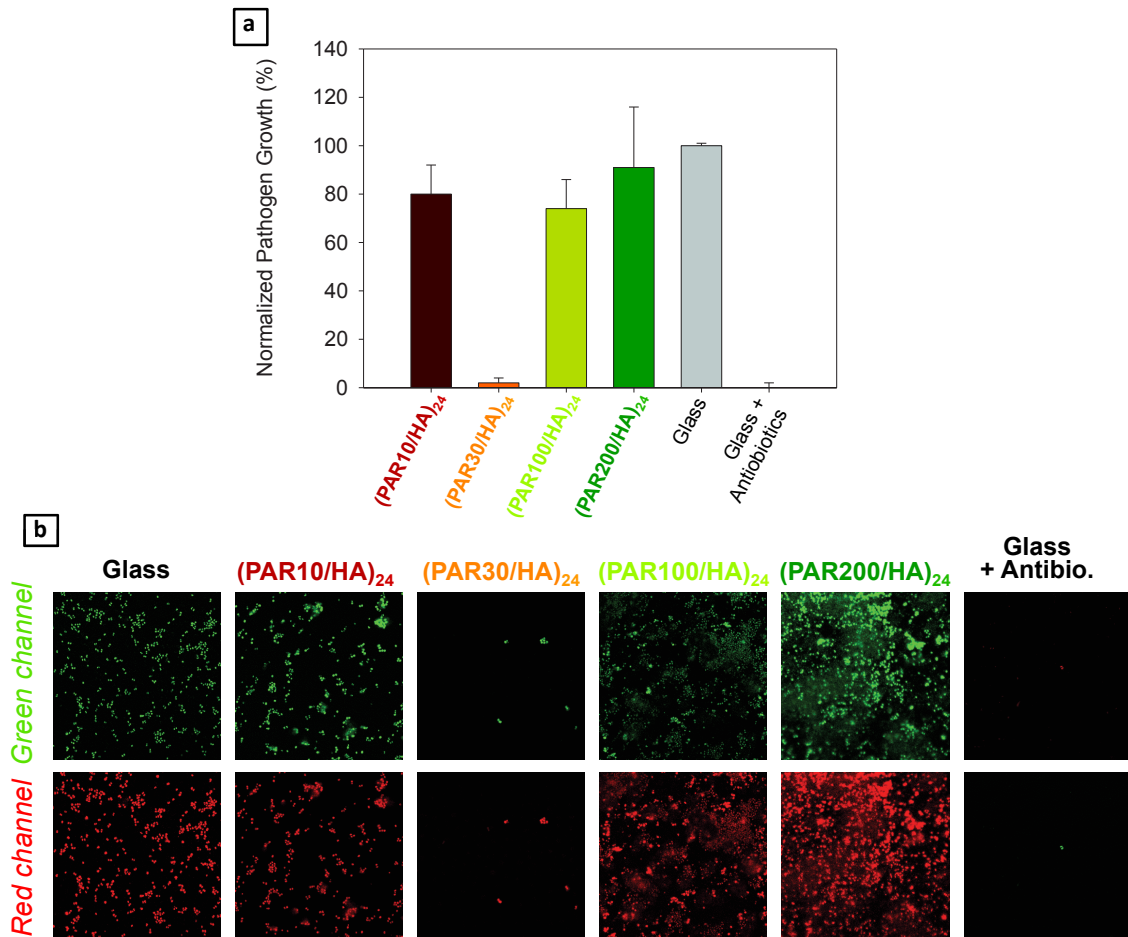 a
Normalized Pathogen Growth (%)
140
120
100
80
60
40
20
0
(PAR10/HA)24
(PAR30/HA)24
(PAR100/HA)24
(PAR200/HA)24
Glass
Glass +
Antiobiotics
b
Glass
(PAR10/HA)24
(PAR30/HA)24
(PAR100/HA)24
(PAR200/HA)24
Glass
+ Antibio.
Green channel
Red channel